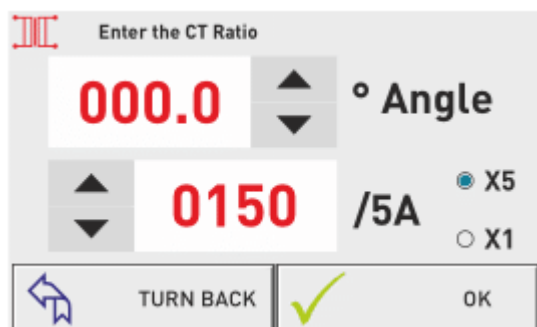 Enter the CT Ratio
000.0 ° Angle
0150 /5A
X5
X1
TURN BACK
OK